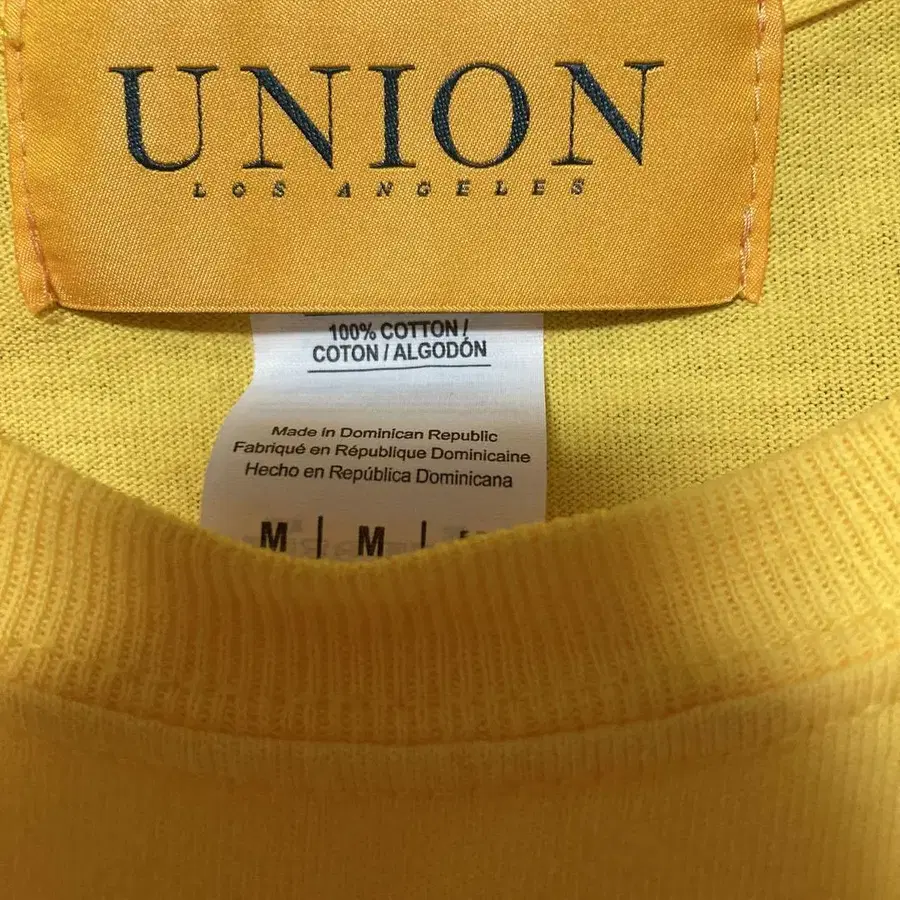 UNION
LOS ANGELES
100% COTTON /
COTON / ALGODÓN
Made in Dominican Republic
Fabriqué en République Dominicaine
Hecho en República Dominicana
M | M |